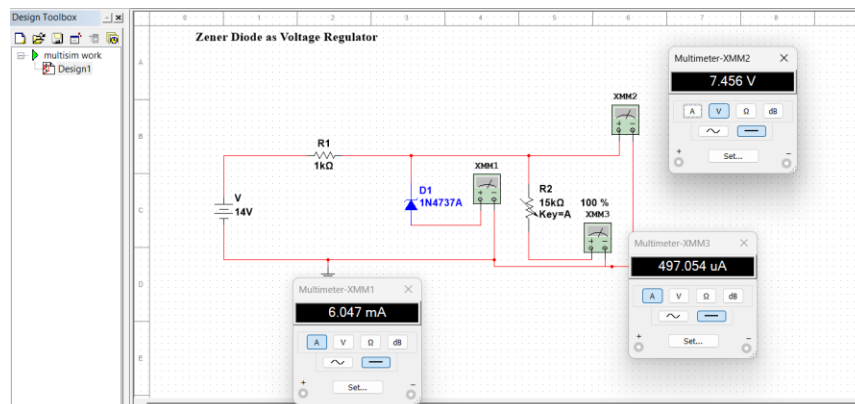 Design Toolbox
multisim work
Design1
0 1 2 3 4 5 6 7 8
Zener Diode as Voltage Regulator
A
B
C
D
E
Multimeter-XMM2
7.456 V
A V Ω dB
Set...
+ -
XMM2
+ -
R1
1kΩ
XMM1
+ -
D1
1N4737A
R2
15kΩ
Key=A
100 %
XMM3
+ -
V
14V
Multimeter-XMM3
497.054 uA
A V Ω dB
Set...
+ -
Multimeter-XMM1
6.047 mA
A V Ω dB
Set...
+ -